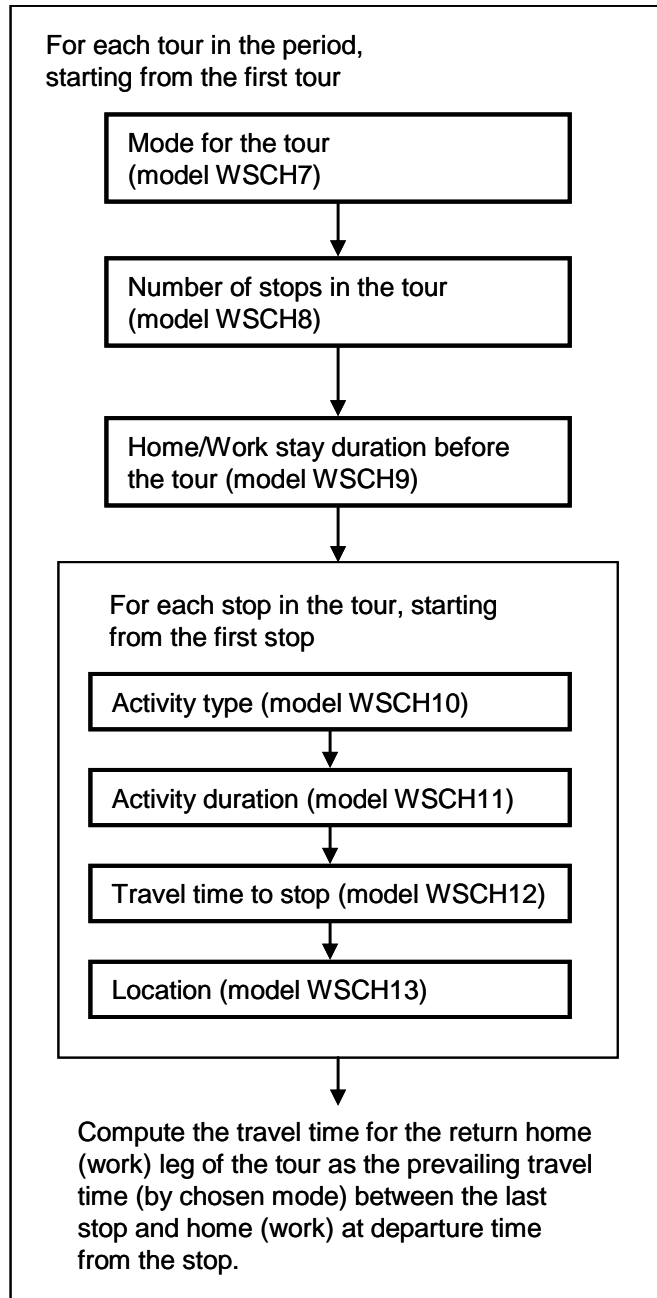 For each tour in the period,
starting from the first tour
Mode for the tour
(model WSCH7)
Number of stops in the tour
(model WSCH8)
Home/Work stay duration before
the tour (model WSCH9)
For each stop in the tour, starting
from the first stop
Activity type (model WSCH10)
Activity duration (model WSCH11)
Travel time to stop (model WSCH12)
Location (model WSCH13)
Compute the travel time for the return home
(work) leg of the tour as the prevailing travel
time (by chosen mode) between the last
stop and home (work) at departure time
from the stop.